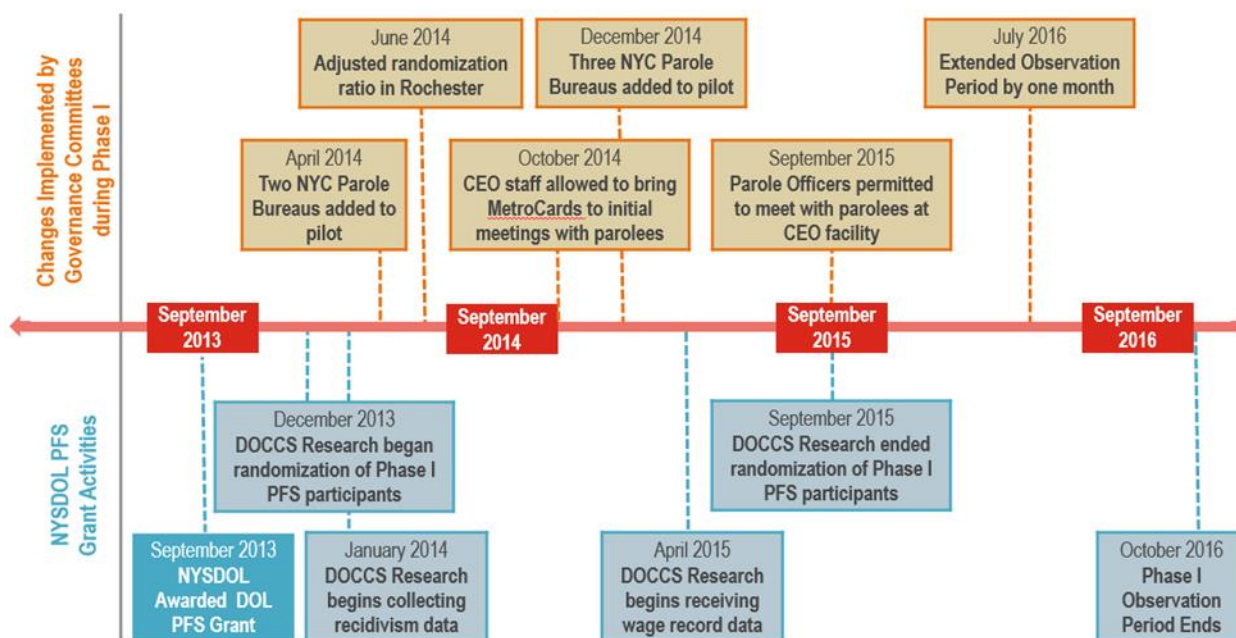 Changes Implemented by
Governance Committees
during Phase I
June 2014
Adjusted randomization
ratio in Rochester
December 2014
Three NYC Parole
Bureaus added to pilot
July 2016
Extended Observation
Period by one month
April 2014
Two NYC Parole
Bureaus added to
pilot
October 2014
CEO staff allowed to bring
MetroCards to initial
meetings with parolees
September 2015
Parole Officers permitted
to meet with parolees at
CEO facility
September
2013
September
2014
September
2015
September
2016
NYSDOL PFS
Grant Activities
December 2013
DOCCS Research began
randomization of Phase I
PFS participants
September 2015
DOCCS Research ended
randomization of Phase I
PFS participants
September 2013
NYSDOL
Awarded DOL
PFS Grant
January 2014
DOCCS Research
begins collecting
recidivism data
April 2015
DOCCS Research
begins receiving
wage record data
October 2016
Phase I
Observation
Period Ends